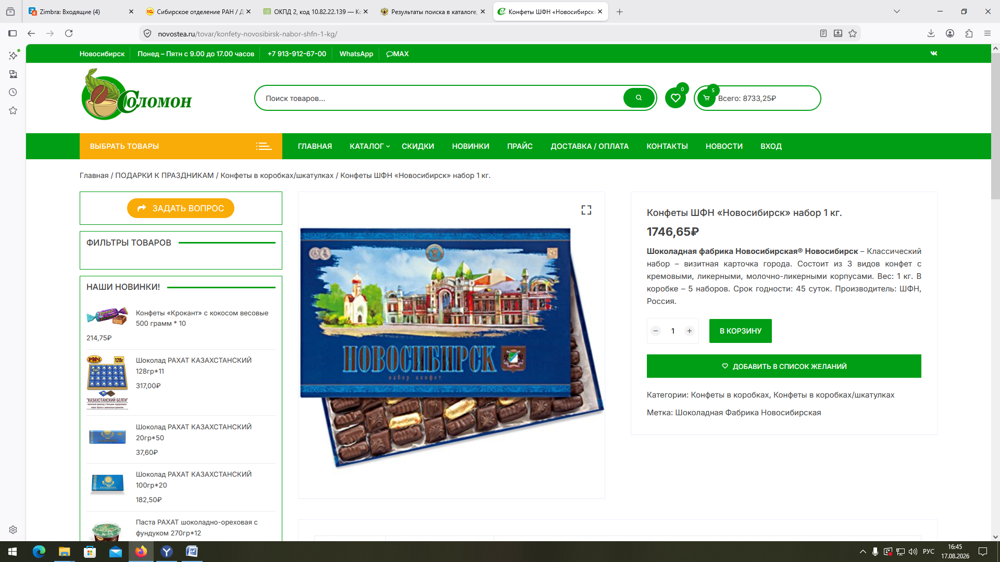 Zimbra: Входящие (4)
Сибирское отделение РАН / Д
ОКПД 2, код 10.82.22.139 — Кс
Результаты поиска в каталоге,
Конфеты ШФН «Новосибирск»
novostea.ru/tovar/konfety-novosibirsk-nabor-shfn-1-kg/
Новосибирск
Понед – Пятн с 9.00 до 17.00 часов
+7 913-912-67-00
WhatsApp
MAX
Соломон
Поиск товаров...
0
5
Всего: 8733,25₽
ВЫБРАТЬ ТОВАРЫ
ГЛАВНАЯ
КАТАЛОГ
СКИДКИ
НОВИНКИ
ПРАЙС
ДОСТАВКА / ОПЛАТА
КОНТАКТЫ
НОВОСТИ
ВХОД
Главная / ПОДАРКИ К ПРАЗДНИКАМ / Конфеты в коробках/шкатулках / Конфеты ШФН «Новосибирск» набор 1 кг.
ЗАДАТЬ ВОПРОС
ФИЛЬТРЫ ТОВАРОВ
НАШИ НОВИНКИ!
Конфеты «Крокант» с кокосом весовые
500 грамм * 10
214,75₽
РАХАТ
128г
"КАЗАХСТАНСКИЙ БЕЛГИ"
Шоколад РАХАТ КАЗАХСТАНСКИЙ
128гр*11
317,00₽
Шоколад РАХАТ КАЗАХСТАНСКИЙ
20гр*50
37,60₽
Шоколад РАХАТ КАЗАХСТАНСКИЙ
100гр*20
182,50₽
Паста РАХАТ шоколадно-ореховая с
фундуком 270гр*12
НОВОСИБИРСК
набор конфет
Конфеты ШФН «Новосибирск» набор 1 кг.
1746,65₽
Шоколадная фабрика Новосибирская® Новосибирск – Классический
набор – визитная карточка города. Состоит из 3 видов конфет с
кремовыми, ликерными, молочно-ликерными корпусами. Вес: 1 кг. В
коробке – 5 наборов. Срок годности: 45 суток. Производитель: ШФН,
Россия.
− 1 +
В КОРЗИНУ
ДОБАВИТЬ В СПИСОК ЖЕЛАНИЙ
Категории: Конфеты в коробках, Конфеты в коробках/шкатулках
Метка: Шоколадная Фабрика Новосибирская
РУС
16:45
17.08.2026